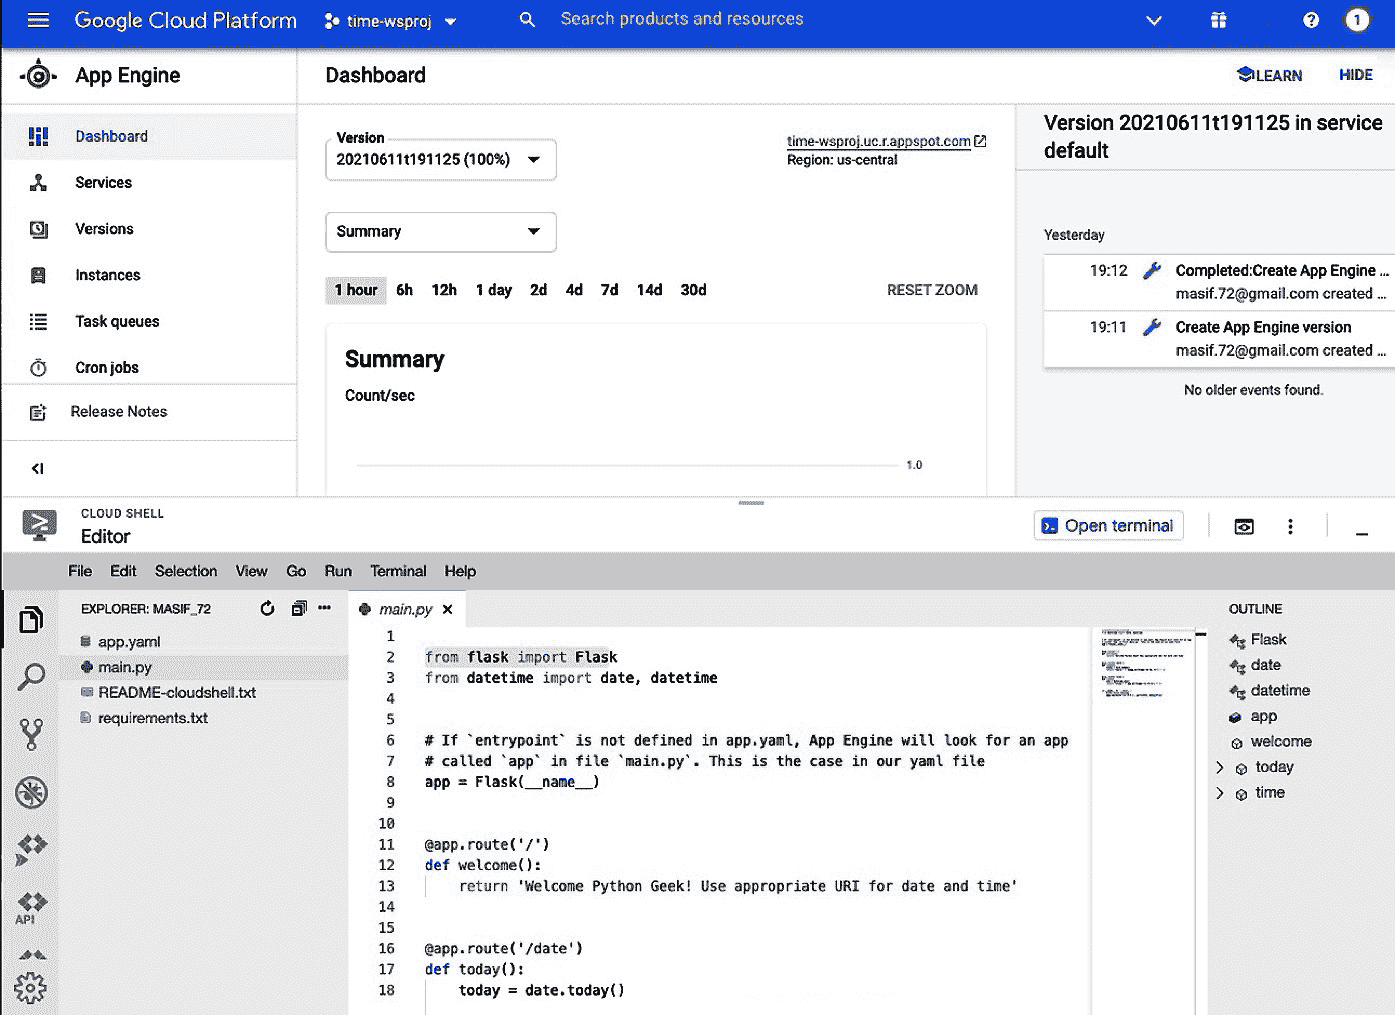 Google Cloud Platform time-wsproj Search products and resources ? 1
App Engine Dashboard LEARN HIDE
Dashboard
Services
Versions
Instances
Task queues
Cron jobs
Release Notes
Version
20210611t191125 (100%)
time-wsproj.uc.r.appspot.com
Region: us-central
Summary
1 hour 6h 12h 1 day 2d 4d 7d 14d 30d RESET ZOOM
Summary
Count/sec
1.0
Version 20210611t191125 in service
default
Yesterday
19:12 Completed:Create App Engine ...
masif.72@gmail.com created ...
19:11 Create App Engine version
masif.72@gmail.com created ...
No older events found.
CLOUD SHELL
Editor
Open terminal
File Edit Selection View Go Run Terminal Help
EXPLORER: MASIF_72
app.yaml
main.py
README-cloudshell.txt
requirements.txt
API
main.py
1
2 from flask import Flask
3 from datetime import date, datetime
4
5
6 # If `entrypoint` is not defined in app.yaml, App Engine will look for an app
7 # called `app` in file `main.py`. This is the case in our yaml file
8 app = Flask(__name__)
9
10
11 @app.route('/')
12 def welcome():
13 return 'Welcome Python Geek! Use appropriate URI for date and time'
14
15
16 @app.route('/date')
17 def today():
18 today = date.today()
OUTLINE
Flask
date
datetime
app
welcome
today
time